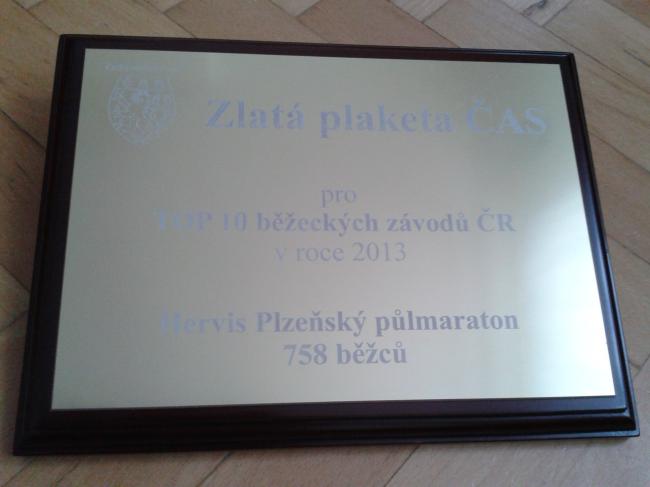 Zlatá plaketa ČAS
pro
TOP 10 běžeckých závodů ČR
v roce 2013
Hervis Plzeňský půlmaraton
758 běžců